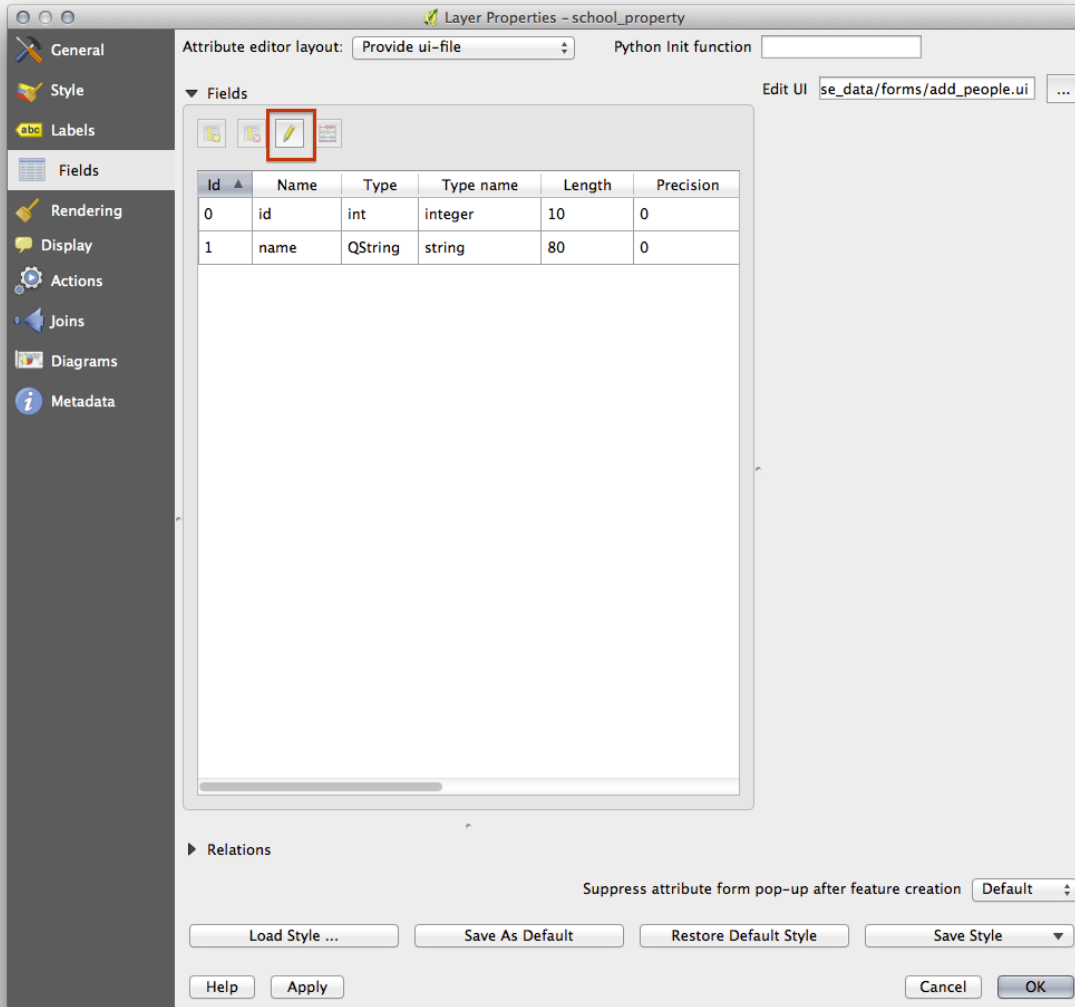 Layer Properties – school_property
General
Style
abc Labels
Fields
Rendering
Display
Actions
Joins
Diagrams
i Metadata
Attribute editor layout: Provide ui-file Python Init function
Fields
Edit UI se_data/forms/add_people.ui ...
Id Name Type Type name Length Precision
0 id int integer 10 0
1 name QString string 80 0
Relations
Suppress attribute form pop-up after feature creation Default
Load Style ... Save As Default Restore Default Style Save Style
Help Apply Cancel OK